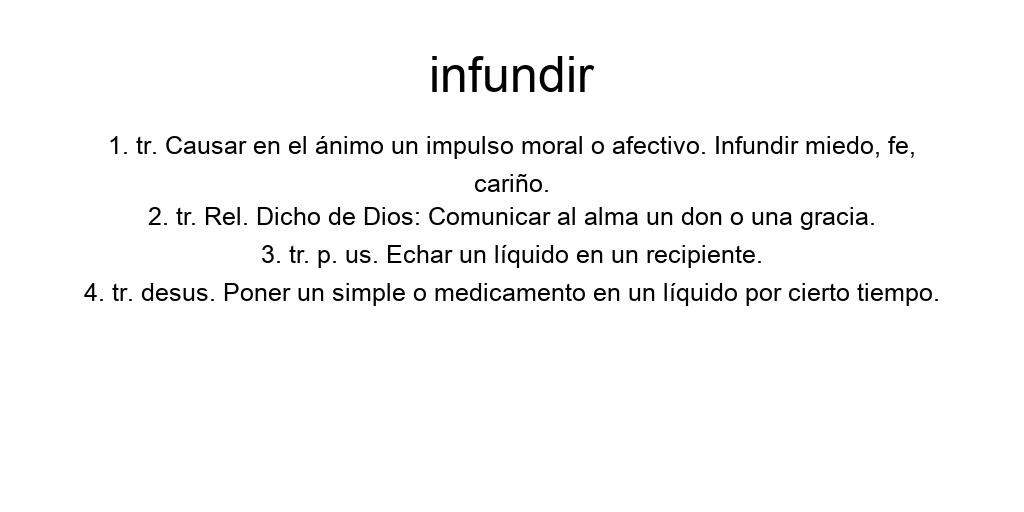 infundir
1. tr. Causar en el ánimo un impulso moral o afectivo. Infundir miedo, fe,
cariño.
2. tr. Rel. Dicho de Dios: Comunicar al alma un don o una gracia.
3. tr. p. us. Echar un líquido en un recipiente.
4. tr. desus. Poner un simple o medicamento en un líquido por cierto tiempo.